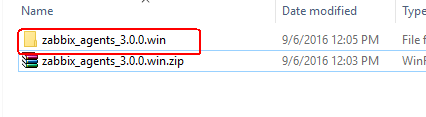 Name Date modified Type
zabbix_agents_3.0.0.win 9/6/2016 12:05 PM File f
zabbix_agents_3.0.0.win.zip 9/6/2016 12:03 PM WinF